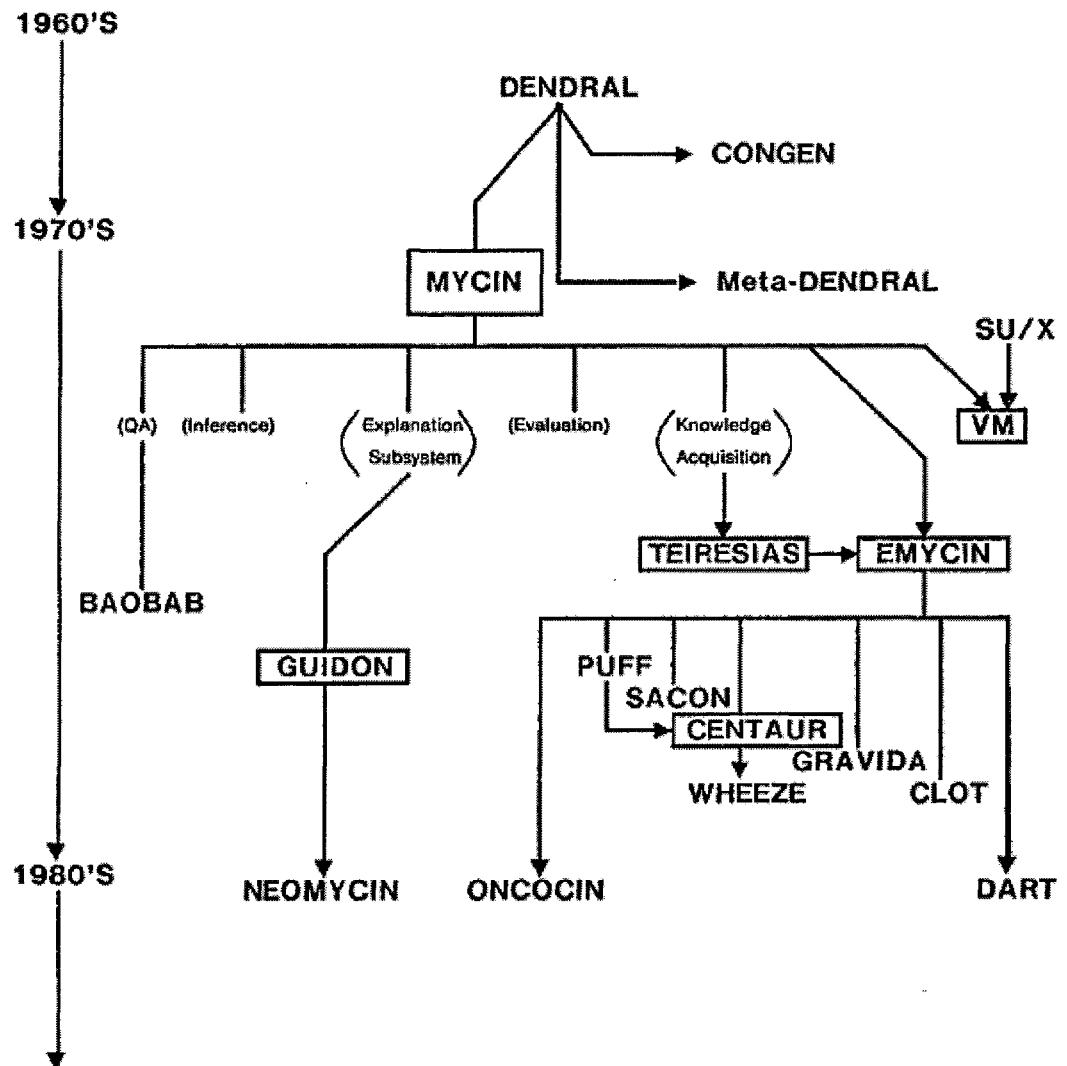 1960'S
DENDRAL
CONGEN
1970'S
MYCIN
Meta-DENDRAL
SU/X
(QA)
(Inference)
(Explanation
Subsystem)
(Evaluation)
(Knowledge
Acquisition)
VM
TEIRESIAS
EMYCIN
BAOBAB
GUIDON
PUFF
SACON
CENTAUR
GRAVIDA
WHEEZE
CLOT
1980'S
NEOMYCIN
ONCOCIN
DART